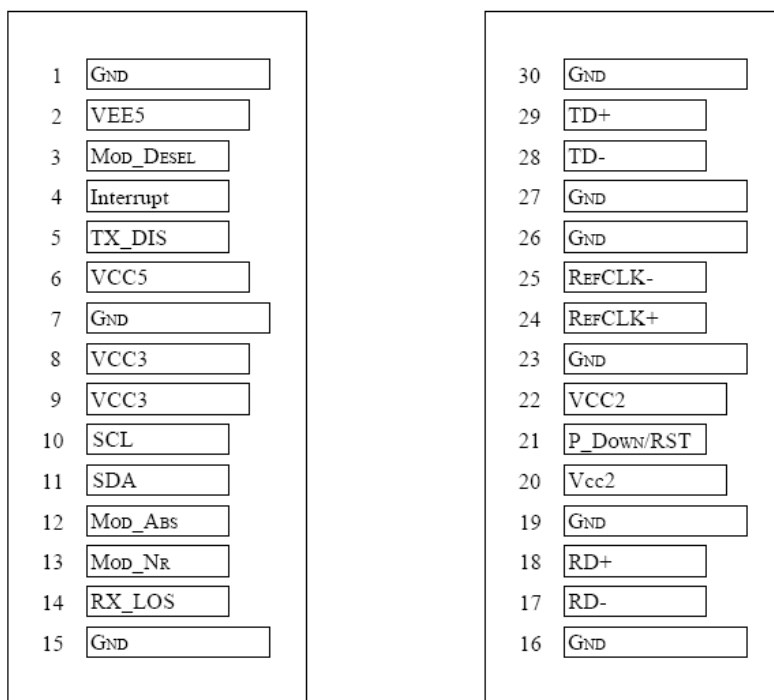 1 GND
2 VEE5
3 MOD_DESEL
4 Interrupt
5 TX_DIS
6 VCC5
7 GND
8 VCC3
9 VCC3
10 SCL
11 SDA
12 MOD_ABS
13 MOD_NR
14 RX_LOS
15 GND
30 GND
29 TD+
28 TD-
27 GND
26 GND
25 REFCLK-
24 REFCLK+
23 GND
22 VCC2
21 P_DOWN/RST
20 Vcc2
19 GND
18 RD+
17 RD-
16 GND